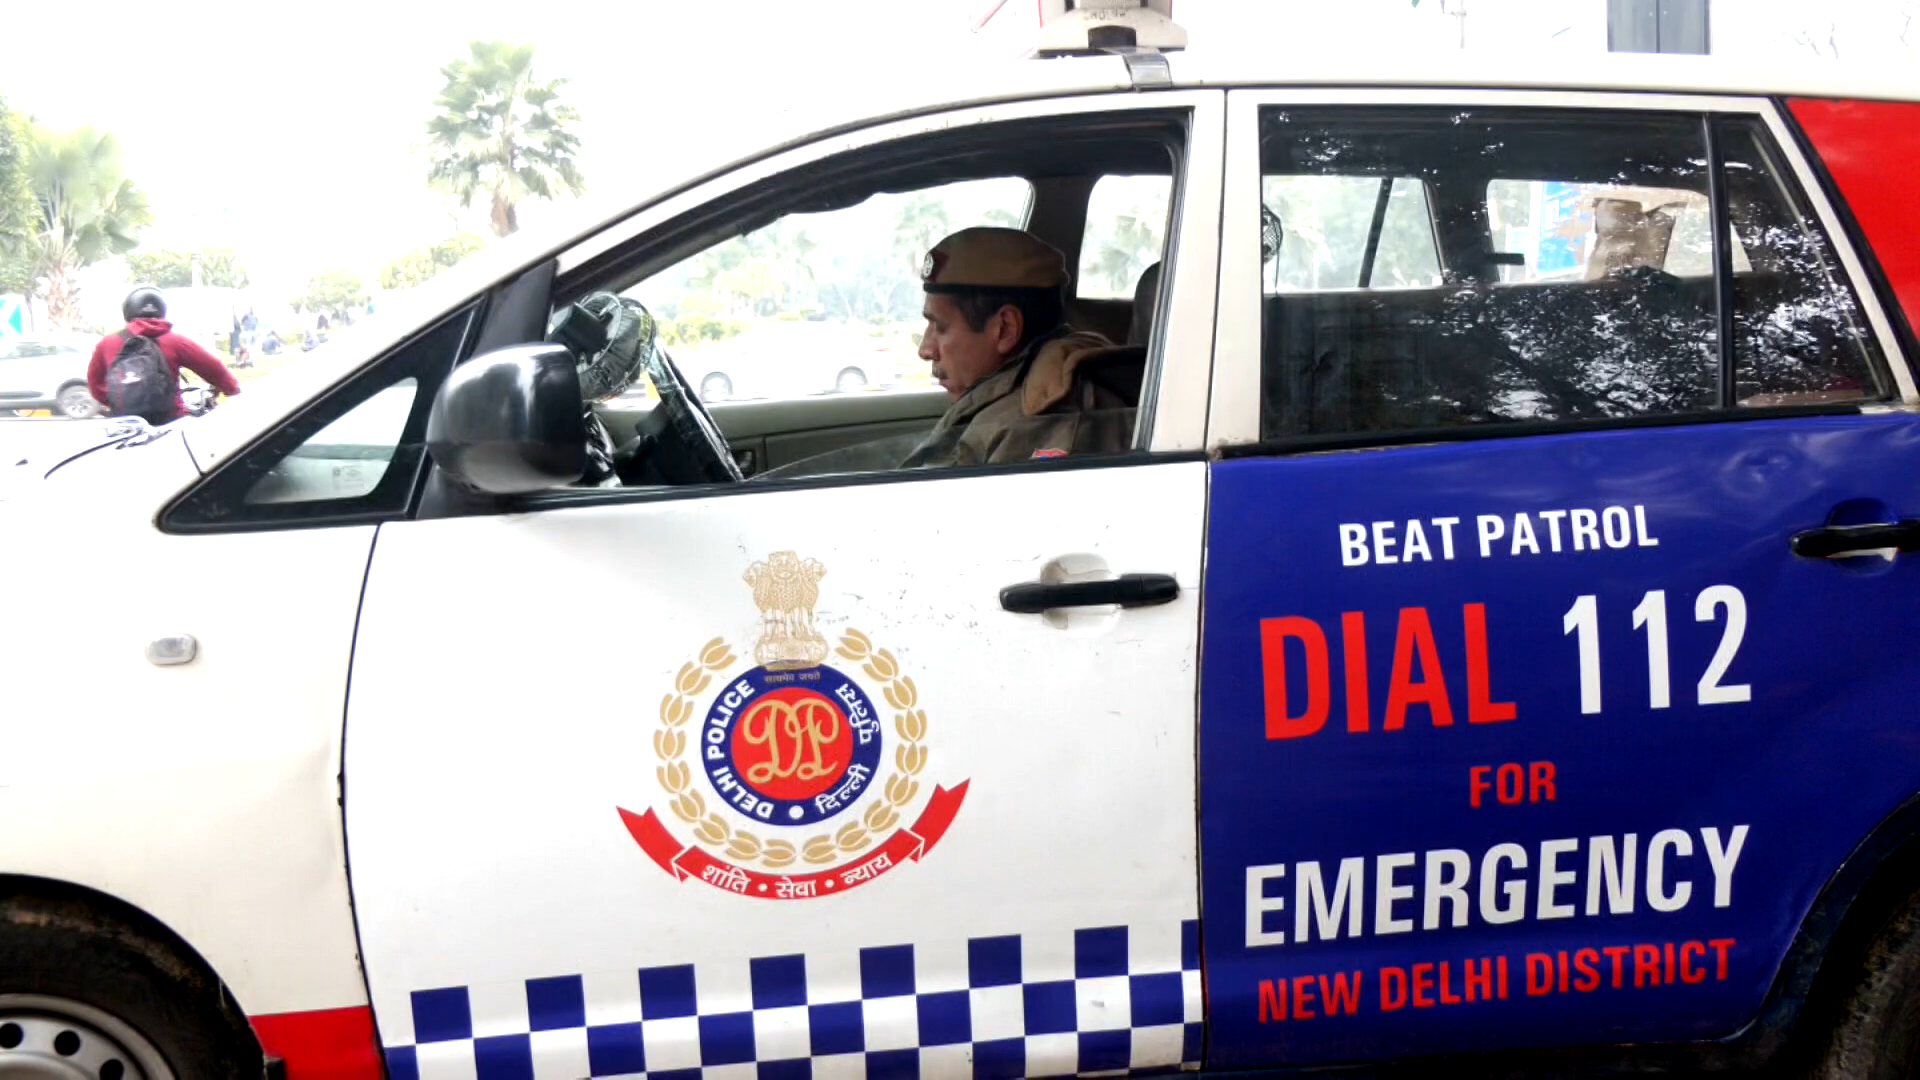 सत्यमेव जयते
DELHI POLICE
दिल्ली पुलिस
DP
शांति • सेवा • न्याय
BEAT PATROL
DIAL 112
FOR
EMERGENCY
NEW DELHI DISTRICT